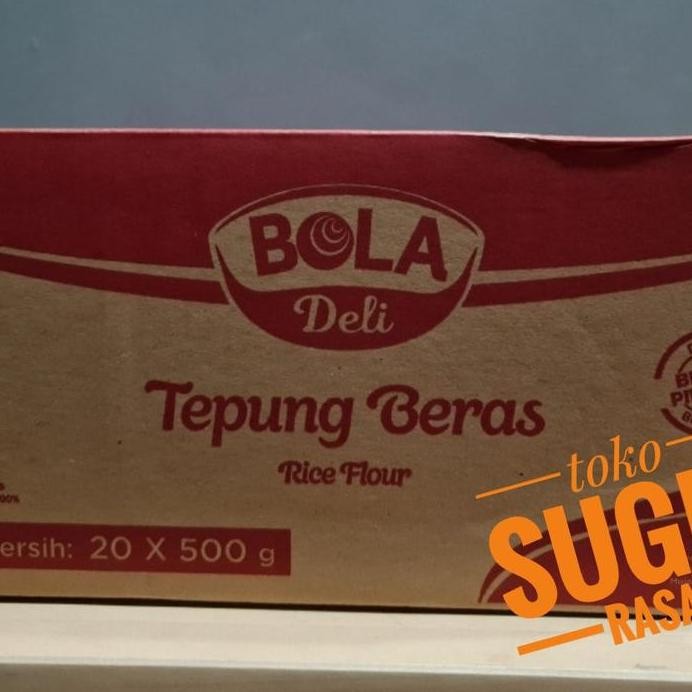 BOLA
Deli
Tepung Beras
Rice Flour
ersih: 20 X 500 g
toko
SUG
RASA